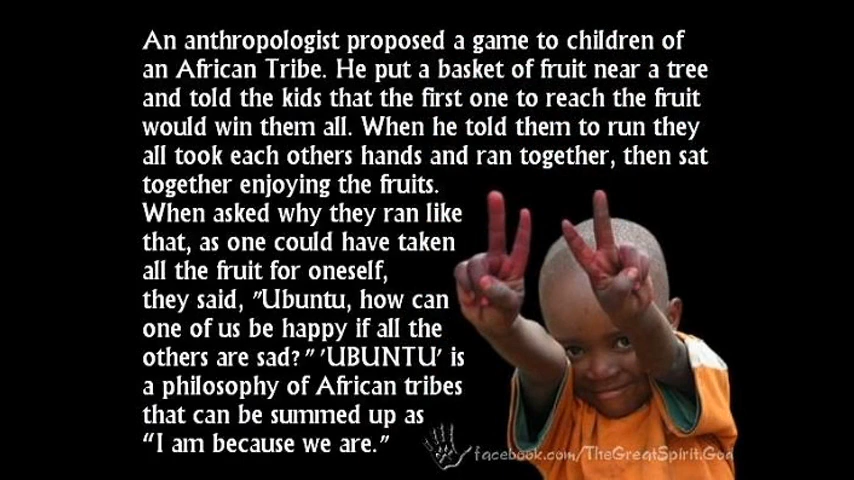 An anthropologist proposed a game to children of
an African Tribe. He put a basket of fruit near a tree
and told the kids that the first one to reach the fruit
would win them all. When he told them to run they
all took each others hands and ran together, then sat
together enjoying the fruits.
When asked why they ran like
that, as one could have taken
all the fruit for oneself,
they said, "Ubuntu, how can
one of us be happy if all the
others are sad?" 'UBUNTU' is
a philosophy of African tribes
that can be summed up as
“I am because we are.”
facebook.com/TheGreatSpirit.God